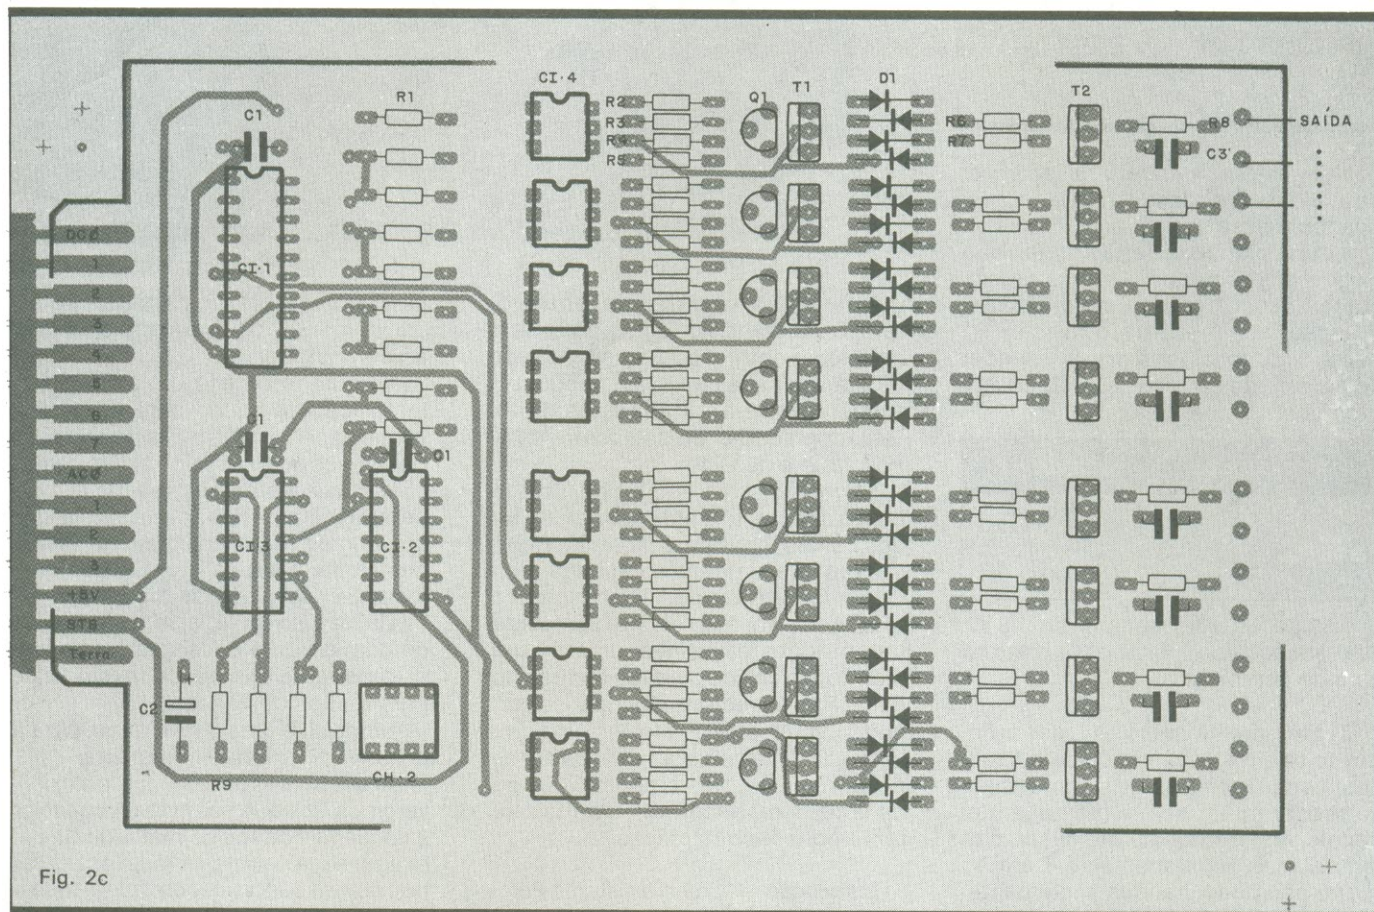 CI·4
T1
D1
R1
Q1
T2
C1
R2
R3
R4
R5
R6
R7
R8
SAÍDA
C3
DCØ
1
2
3
4
5
6
7
ACØ
1
2
3
+5V
STB
Terra
CI·1
C1
C1
CI·3
CI·2
+
C2
R9
CH·2
Fig. 2c